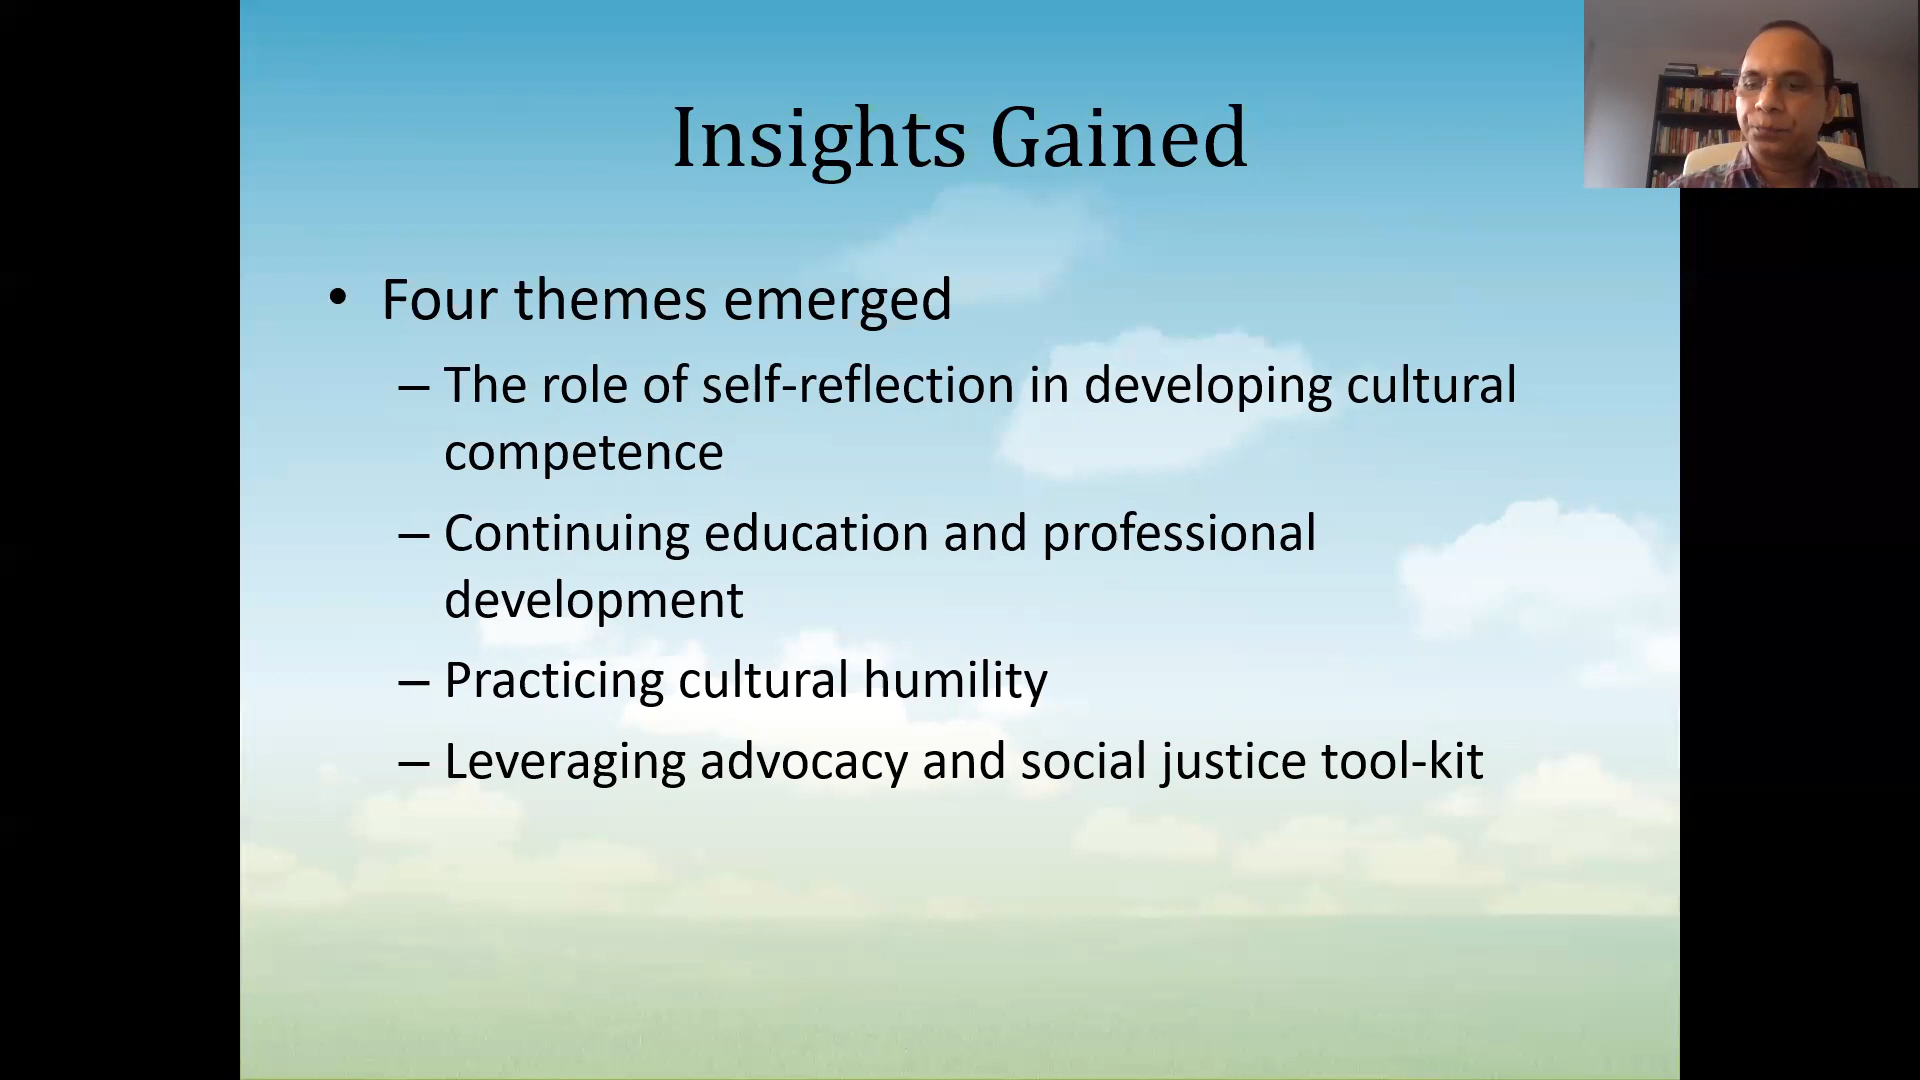 Insights Gained
• Four themes emerged
– The role of self-reflection in developing cultural
competence
– Continuing education and professional
development
– Practicing cultural humility
– Leveraging advocacy and social justice tool-kit